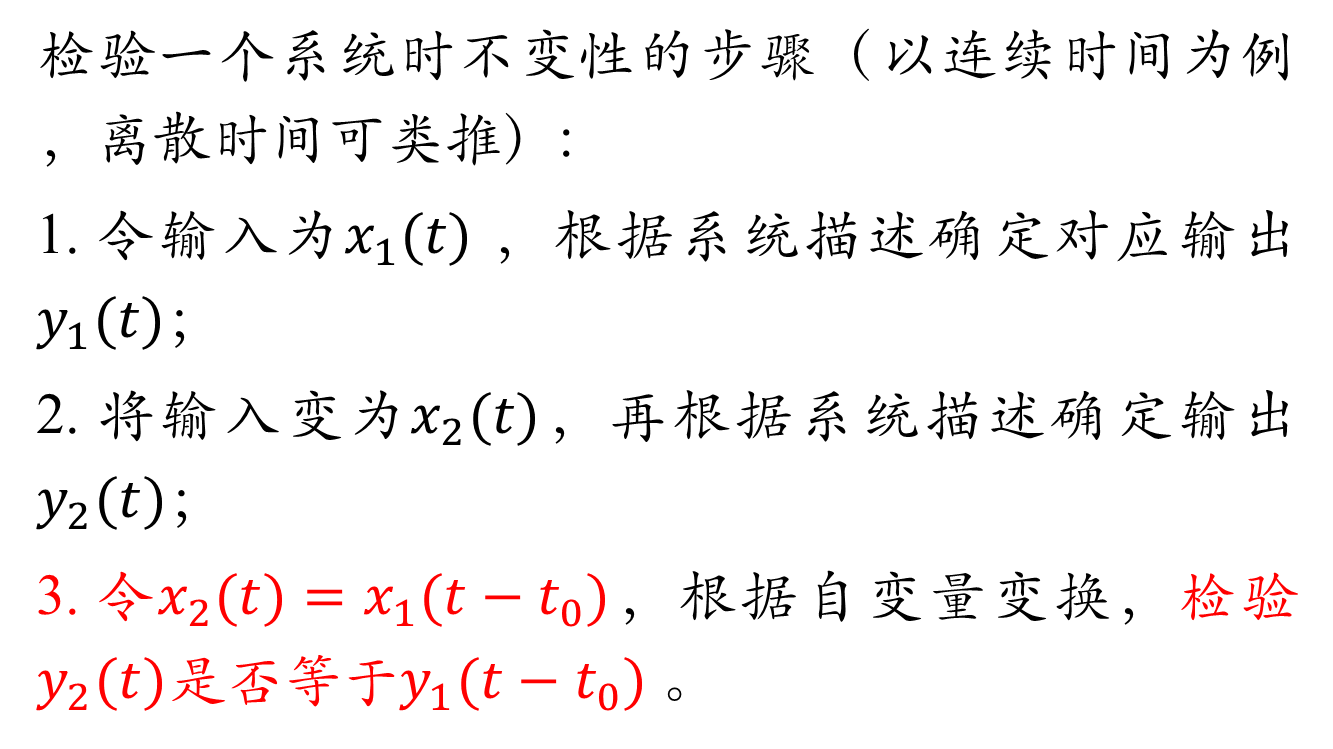 检验一个系统时不变性的步骤（以连续时间为例
，离散时间可类推）：
1. 令输入为x₁(t)，根据系统描述确定对应输出
y₁(t);
2. 将输入变为x₂(t)，再根据系统描述确定输出
y₂(t);
3. 令x₂(t) = x₁(t − t₀)，根据自变量变换，检验
y₂(t)是否等于y₁(t − t₀)。